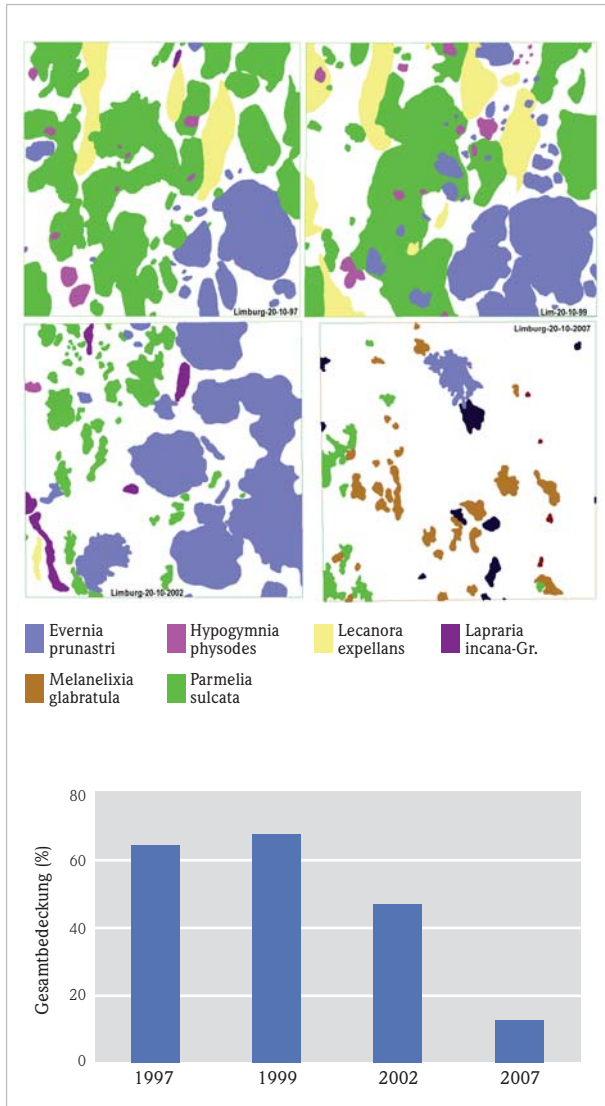 Limburg-20-10-97
Lim-20-10-99
Limburg-20-10-2002
Limburg-20-10-2007
Evernia
prunastri
Hypogymnia
physodes
Lecanora
expellans
Lapraria
incana-Gr.
Melanelixia
glabratula
Parmelia
sulcata
Gesamtbedeckung (%)
80
60
40
20
0
1997
1999
2002
2007